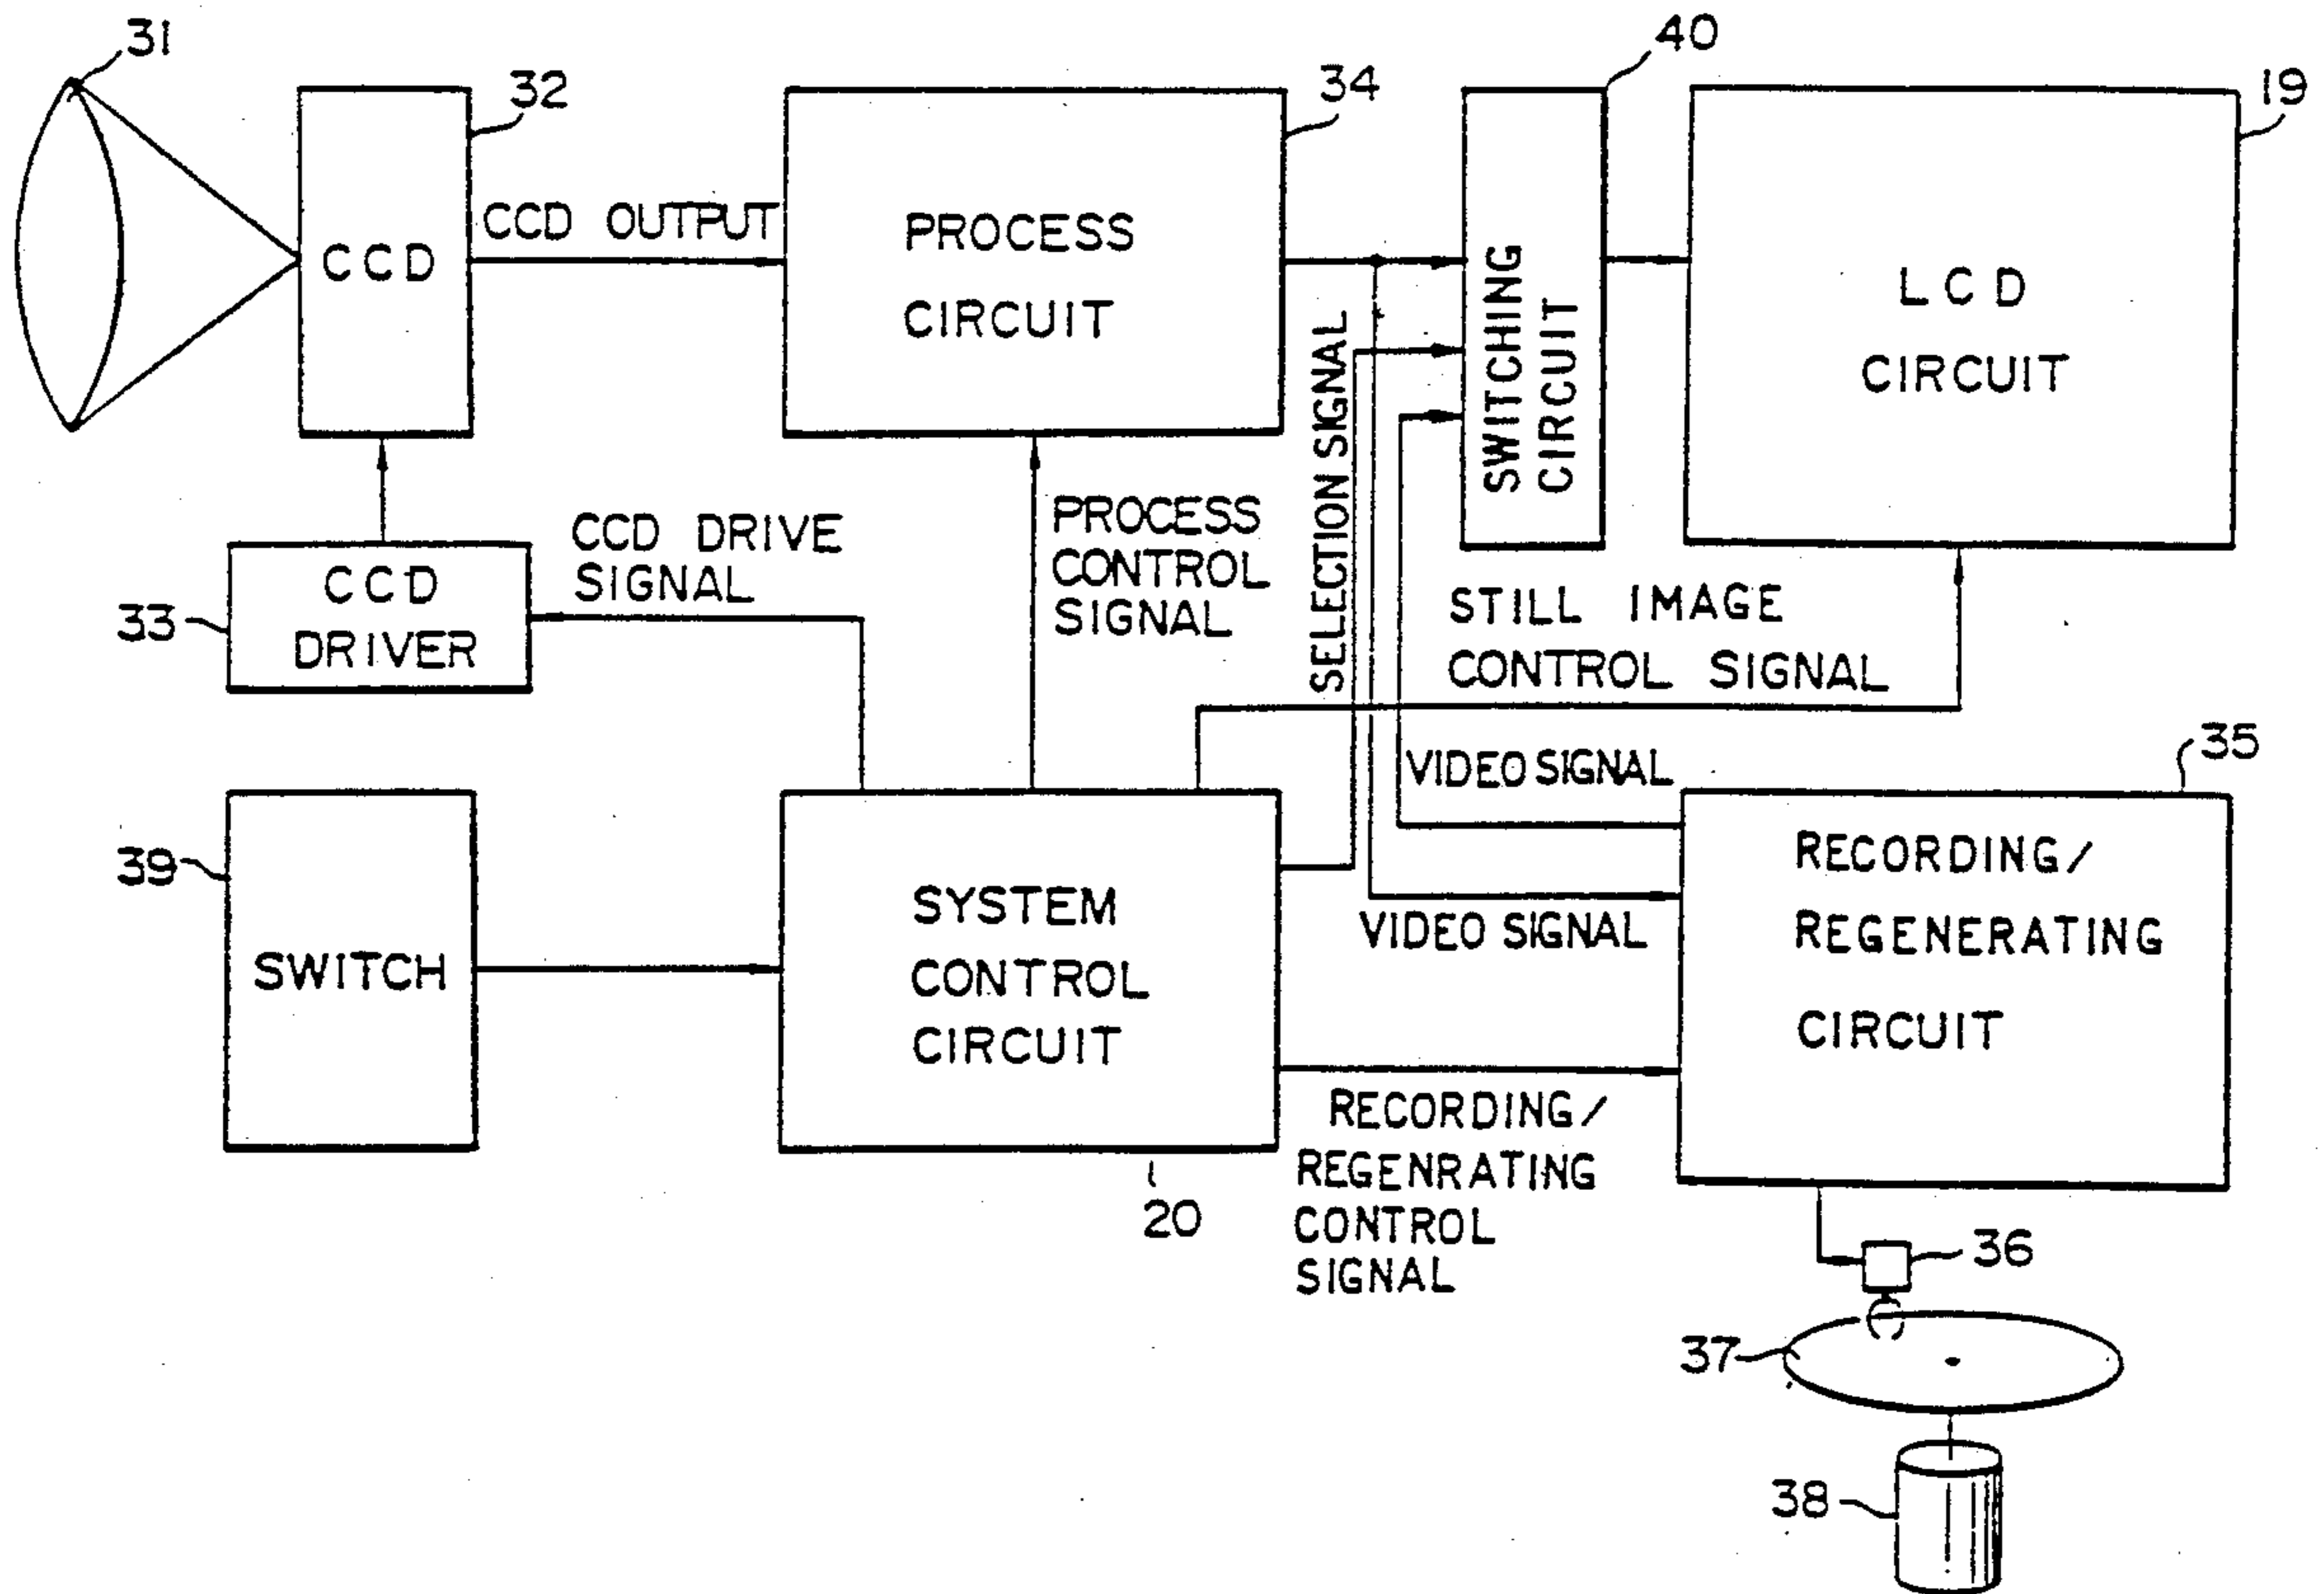 31
32
34
40
19
CCD
CCD OUTPUT
PROCESS
CIRCUIT
SWITCHING
CIRCUIT
LCD
CIRCUIT
SELECTION SIGNAL
33
CCD
DRIVER
CCD DRIVE
SIGNAL
PROCESS
CONTROL
SIGNAL
STILL IMAGE
CONTROL SIGNAL
VIDEO SIGNAL
35
39
SWITCH
SYSTEM
CONTROL
CIRCUIT
20
VIDEO SIGNAL
RECORDING/
REGENERATING
CIRCUIT
RECORDING/
REGENRATING
CONTROL
SIGNAL
36
37
38